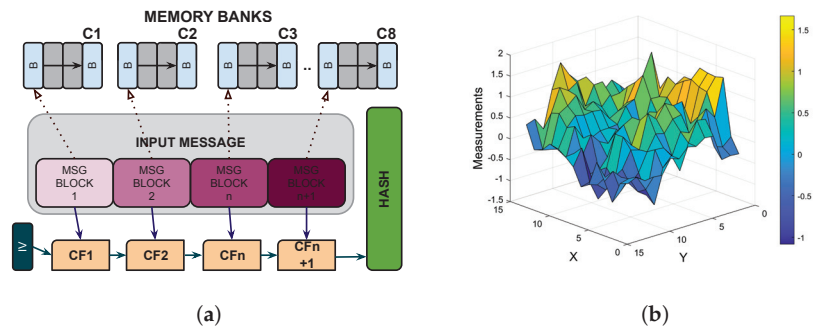 MEMORY BANKS
C1 C2 C3 C8
B B B B B B .. B B
INPUT MESSAGE
MSG BLOCK 1
MSG BLOCK 2
MSG BLOCK n
MSG BLOCK n+1
HASH
IV
CF1
CF2
CFn
CFn
+1
(a)
Measurements
2
1.5
1
0.5
0
-0.5
-1
-1.5
15
10
5
0
X
15
10
5
0
Y
1.5
1
0.5
0
-0.5
-1
(b)